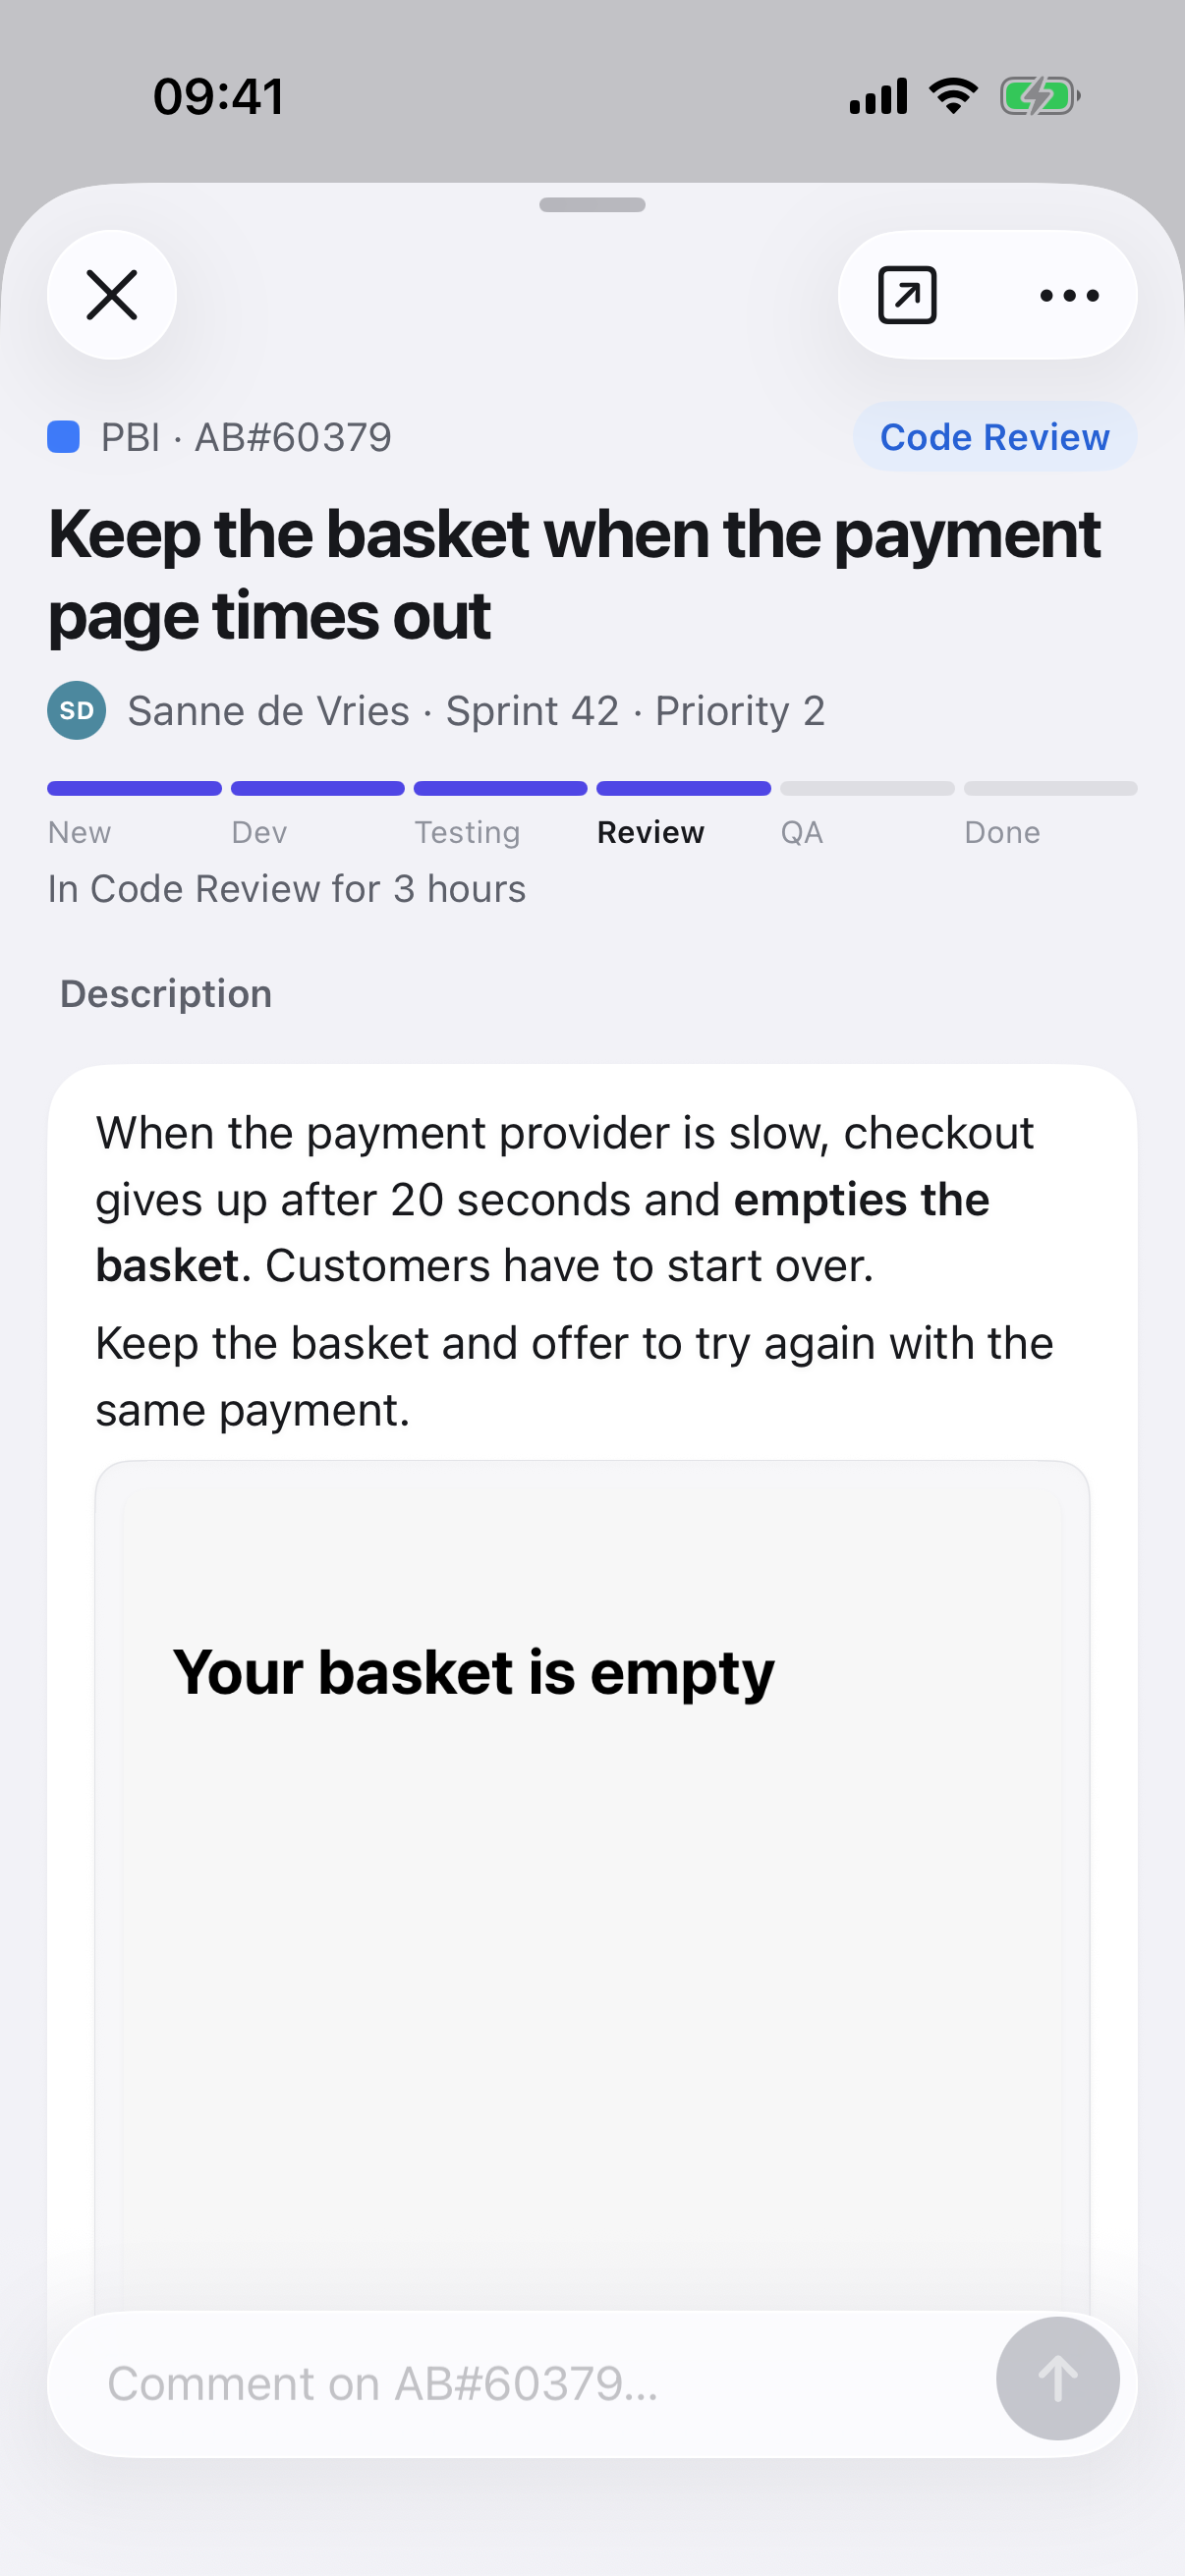 09:41
PBI · AB#60379
Code Review
Keep the basket when the payment
page times out
SD
Sanne de Vries · Sprint 42 · Priority 2
New
Dev
Testing
Review
QA
Done
In Code Review for 3 hours
Description
When the payment provider is slow, checkout
gives up after 20 seconds and empties the
basket. Customers have to start over.
Keep the basket and offer to try again with the
same payment.
Your basket is empty
Comment on AB#60379...